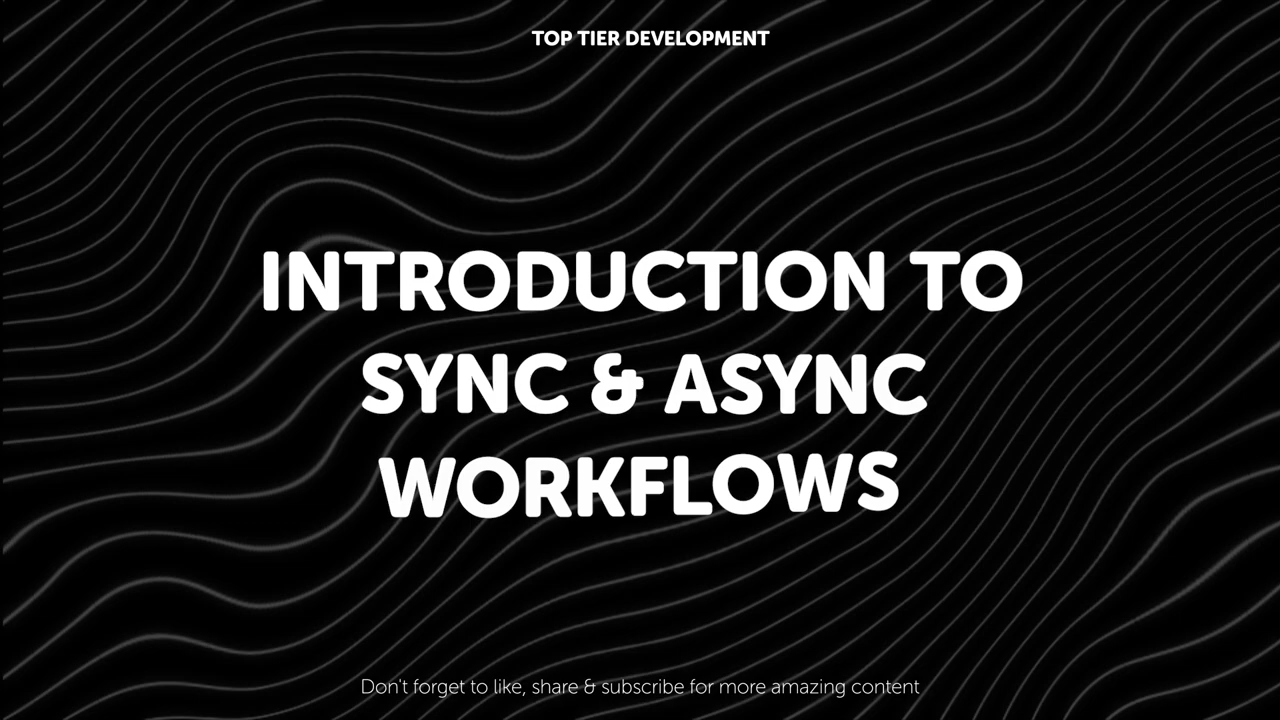 TOP TIER DEVELOPMENT
INTRODUCTION TO
SYNC & ASYNC
WORKFLOWS
Don't forget to like, share & subscribe for more amazing content